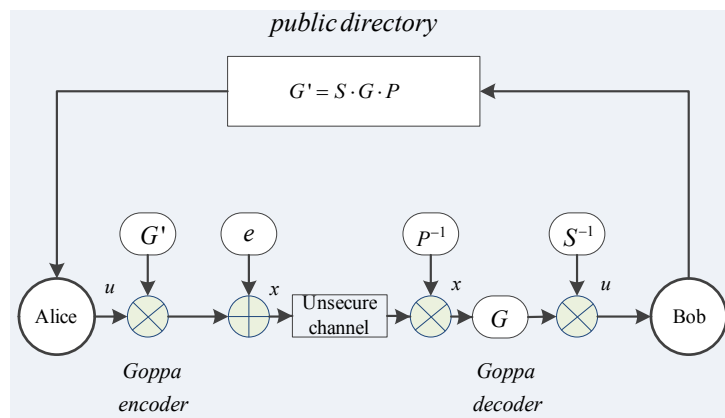 public directory
G' = S · G · P
G'
e
P⁻¹
S⁻¹
u
x
x
u
Alice
Unsecure
channel
G
Bob
Goppa
encoder
Goppa
decoder